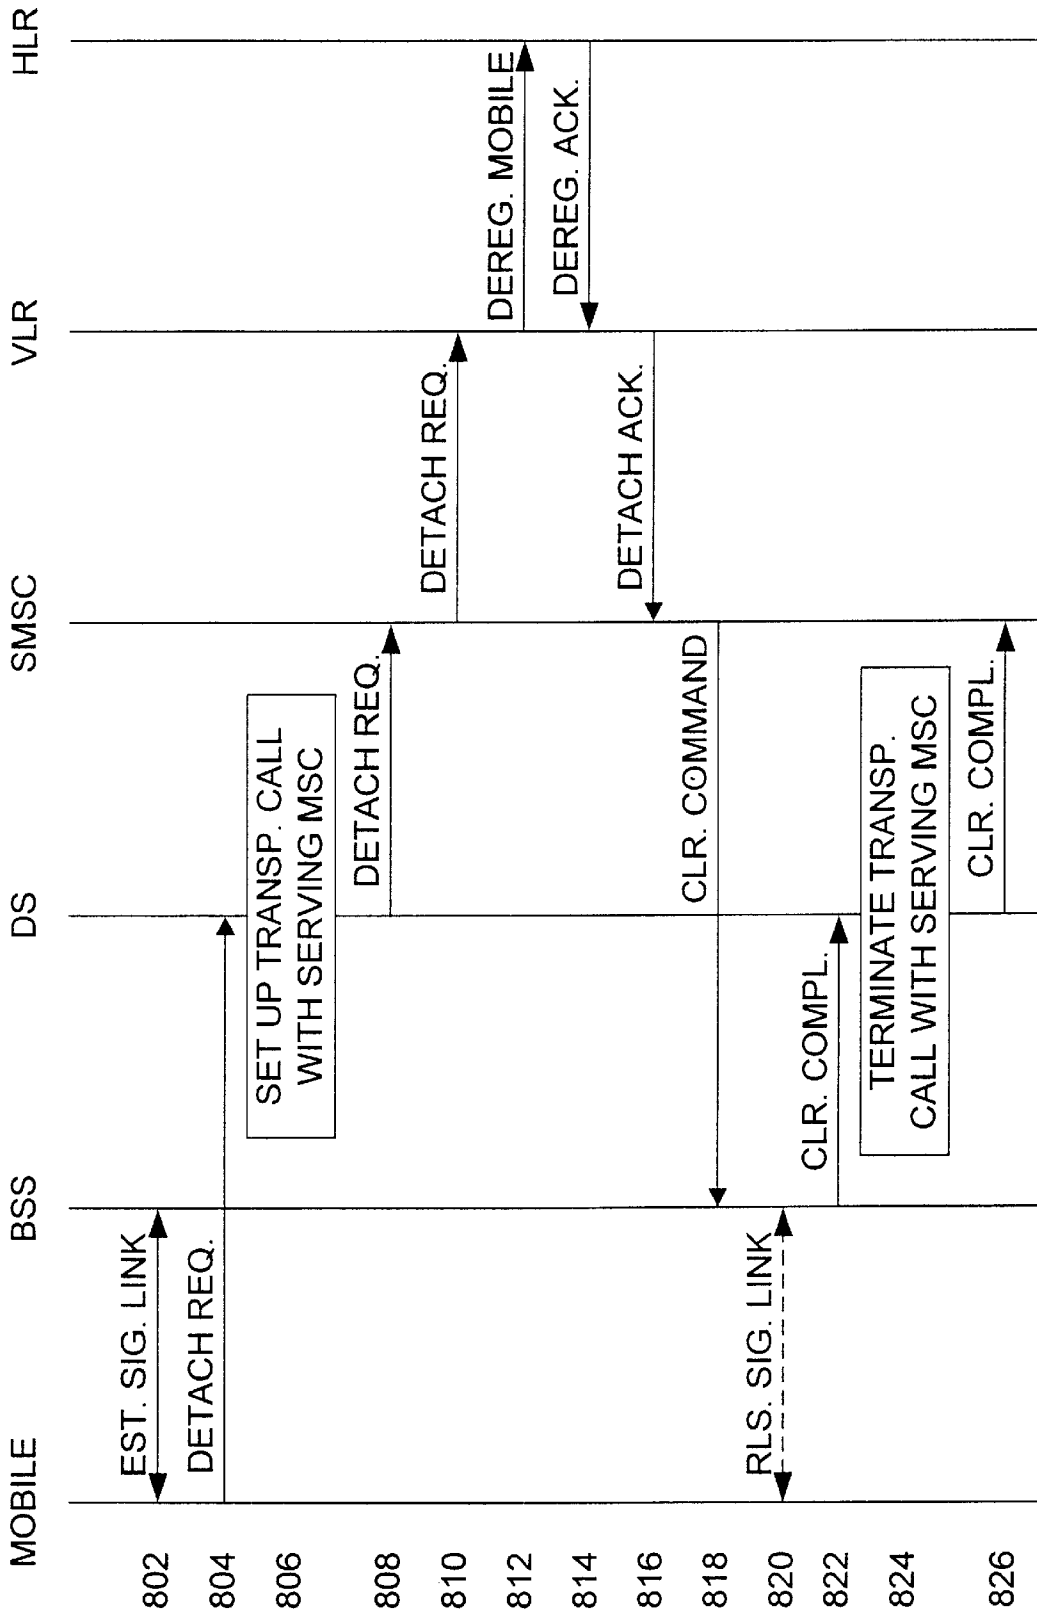 MOBILE
BSS
DS
SMSC
VLR
HLR
802
EST. SIG. LINK
804
DETACH REQ.
806
SET UP TRANSP. CALL
WITH SERVING MSC
808
DETACH REQ.
810
DETACH REQ.
812
DEREG. MOBILE
814
DEREG. ACK.
816
DETACH ACK.
818
CLR. COMMAND
820
RLS. SIG. LINK
822
CLR. COMPL.
824
TERMINATE TRANSP.
CALL WITH SERVING MSC
826
CLR. COMPL.